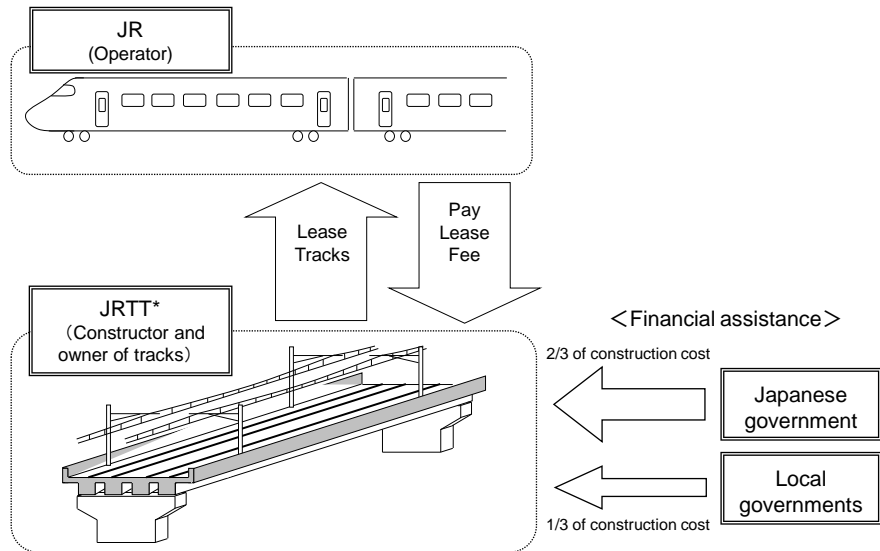 JR
(Operator)
Lease
Tracks
Pay
Lease
Fee
JRTT*
（Constructor and
owner of tracks）
＜Financial assistance＞
2/3 of construction cost
Japanese
government
Local
governments
1/3 of construction cost